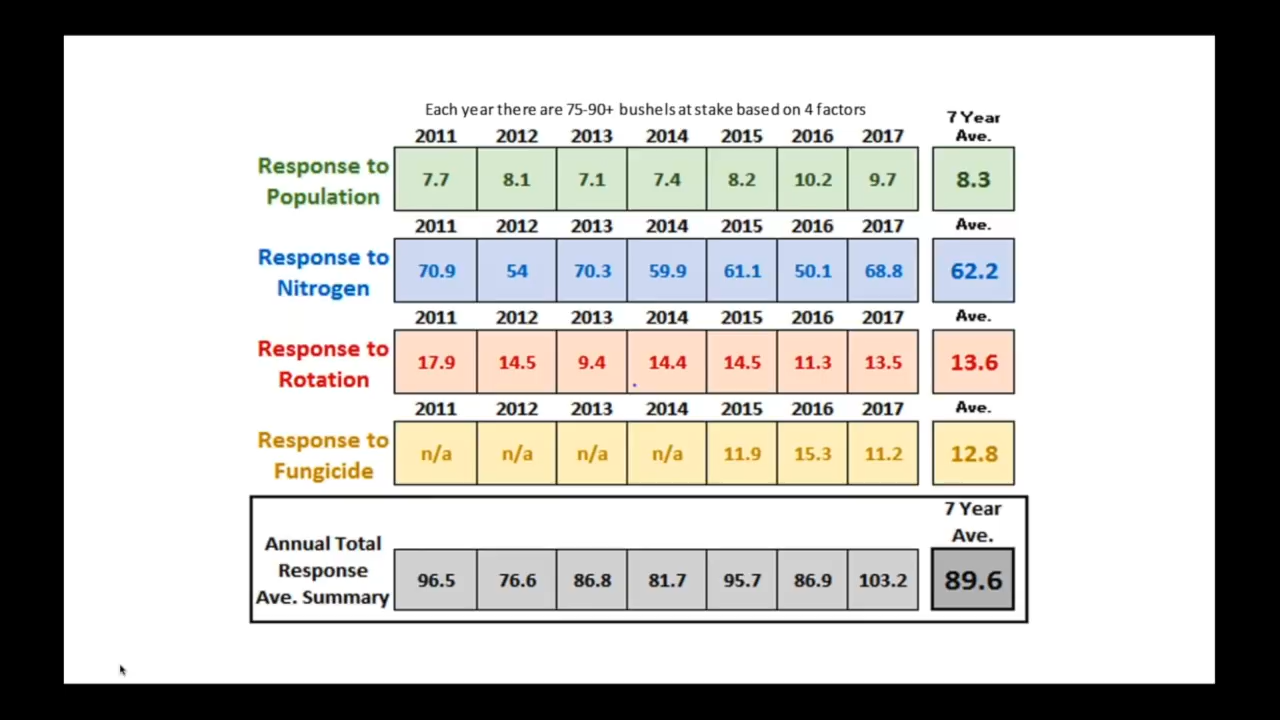 Each year there are 75-90+ bushels at stake based on 4 factors
7 Year
2011 2012 2013 2014 2015 2016 2017 Ave.
Response to
Population
7.7 8.1 7.1 7.4 8.2 10.2 9.7 8.3
2011 2012 2013 2014 2015 2016 2017 Ave.
Response to
Nitrogen
70.9 54 70.3 59.9 61.1 50.1 68.8 62.2
2011 2012 2013 2014 2015 2016 2017 Ave.
Response to
Rotation
17.9 14.5 9.4 14.4 14.5 11.3 13.5 13.6
2011 2012 2013 2014 2015 2016 2017 Ave.
Response to
Fungicide
n/a n/a n/a n/a 11.9 15.3 11.2 12.8
7 Year
Ave.
Annual Total
Response
Ave. Summary
96.5 76.6 86.8 81.7 95.7 86.9 103.2 89.6